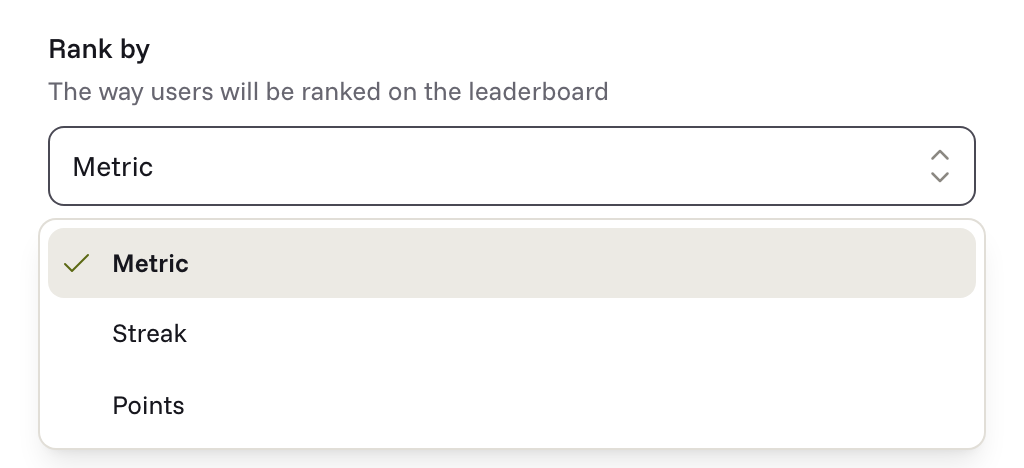 Rank by
The way users will be ranked on the leaderboard
Metric
Metric
Streak
Points